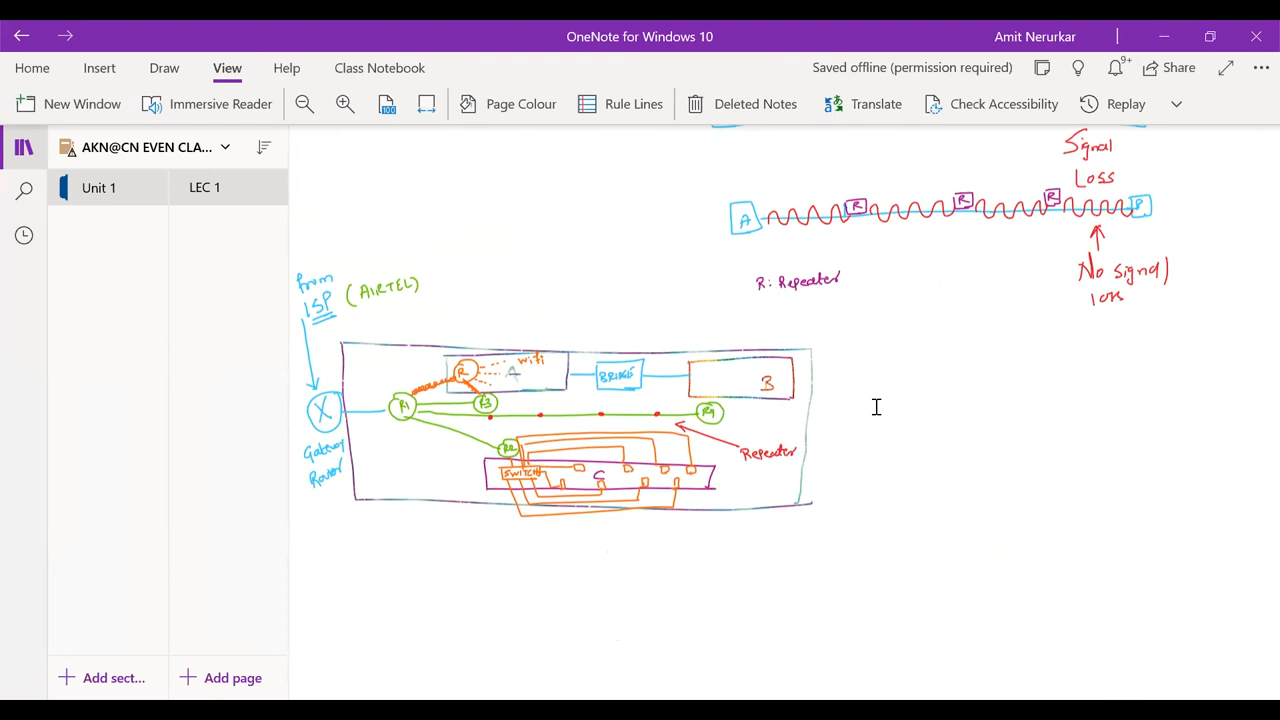 OneNote for Windows 10
Amit Nerurkar
Home
Insert
Draw
View
Help
Class Notebook
Saved offline (permission required)
9+
Share
New Window
Immersive Reader
100
Page Colour
Rule Lines
Deleted Notes
Translate
Check Accessibility
Replay
AKN@CN EVEN CLA...
Unit 1
LEC 1
Signal
Loss
A
R
R
R
No signal
loss
R: Repeater
from
ISP
(AIRTEL)
R
wifi
A
BRIDGE
B
X
R1
R3
R4
Gateway
Router
R2
Repeater
SWITCH
C
Add sect...
Add page